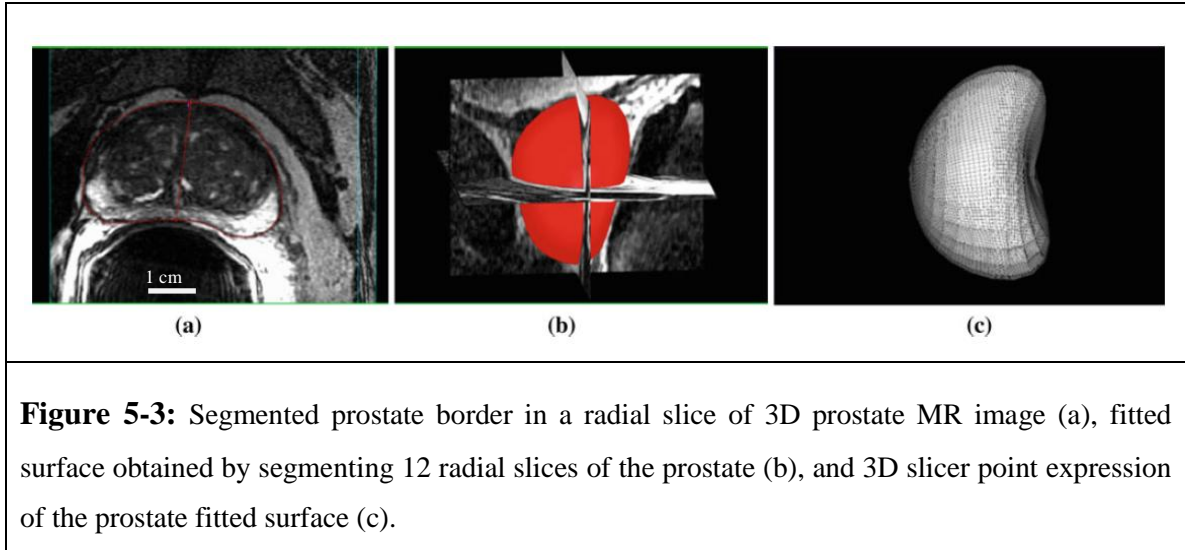 1 cm
(a)
(b)
(c)
Figure 5-3: Segmented prostate border in a radial slice of 3D prostate MR image (a), fitted
surface obtained by segmenting 12 radial slices of the prostate (b), and 3D slicer point expression
of the prostate fitted surface (c).